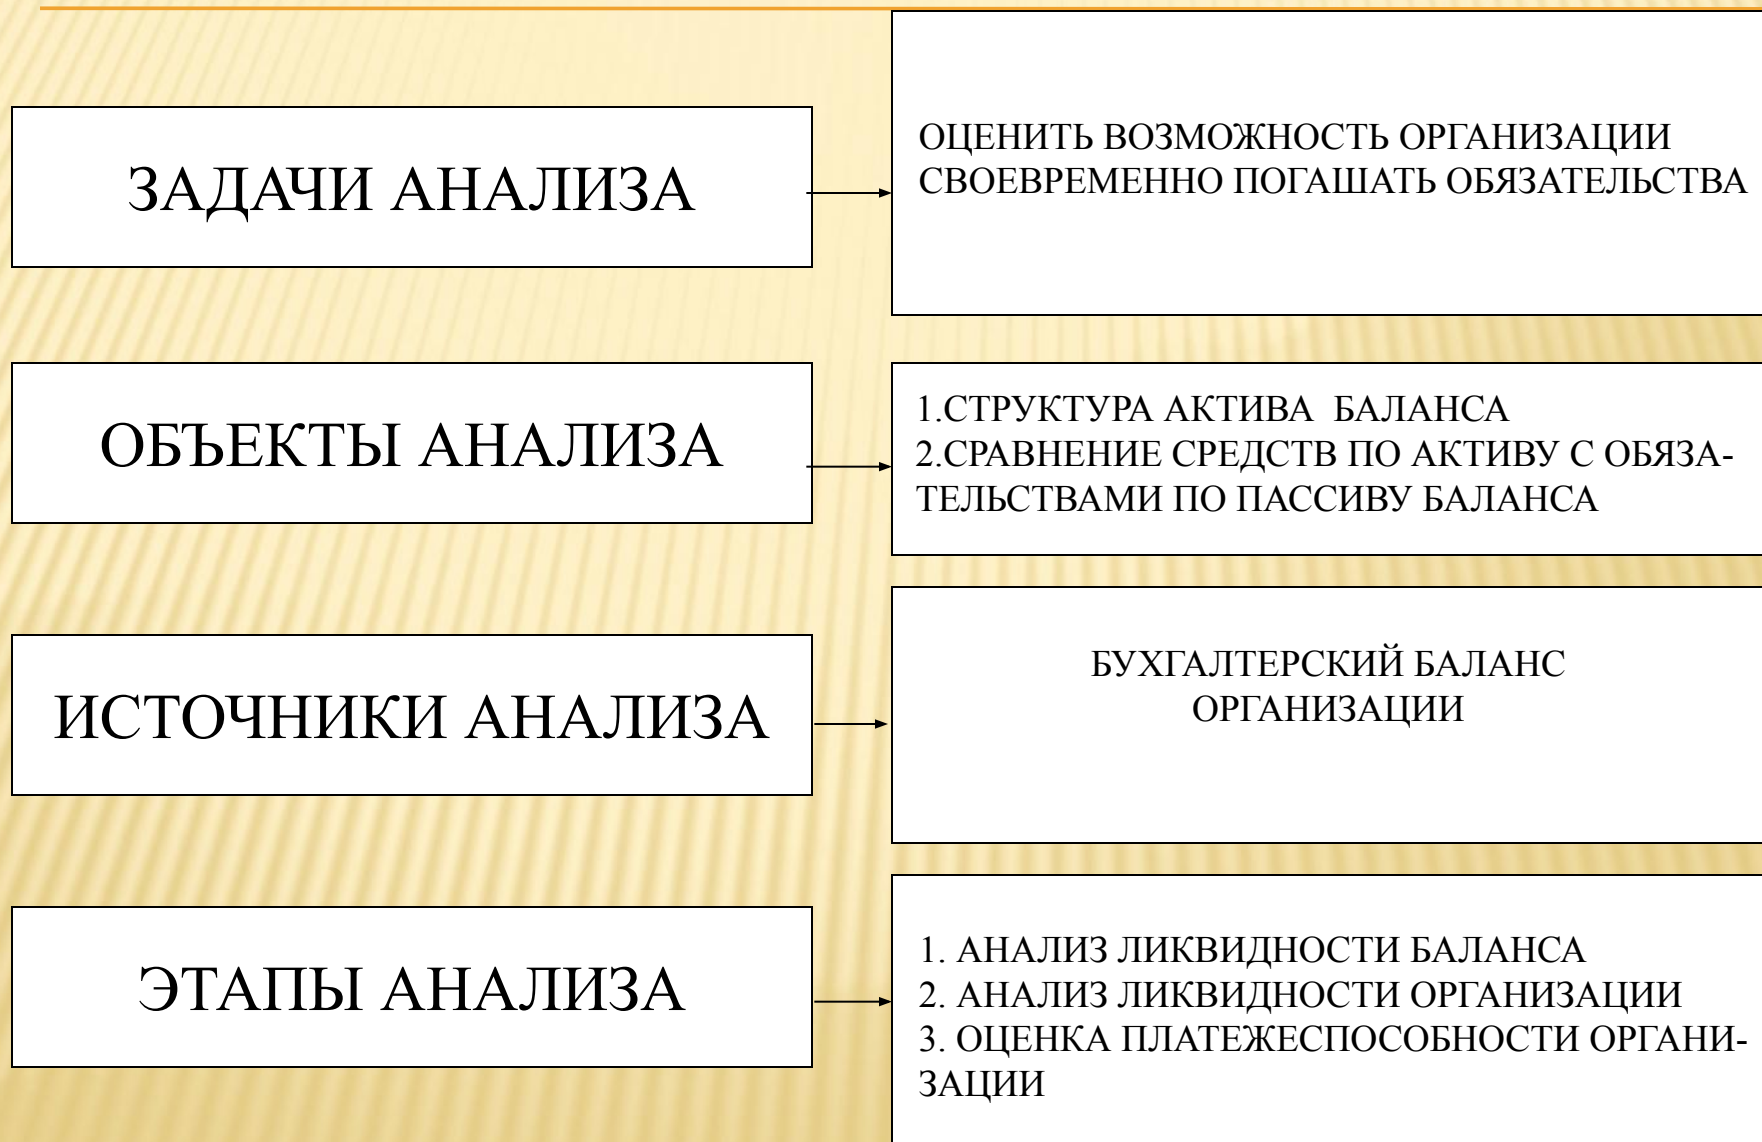 ЗАДАЧИ АНАЛИЗА
ОЦЕНИТЬ ВОЗМОЖНОСТЬ ОРГАНИЗАЦИИ
СВОЕВРЕМЕННО ПОГАШАТЬ ОБЯЗАТЕЛЬСТВА
ОБЪЕКТЫ АНАЛИЗА
1.СТРУКТУРА АКТИВА БАЛАНСА
2.СРАВНЕНИЕ СРЕДСТВ ПО АКТИВУ С ОБЯЗА-
ТЕЛЬСТВАМИ ПО ПАССИВУ БАЛАНСА
ИСТОЧНИКИ АНАЛИЗА
БУХГАЛТЕРСКИЙ БАЛАНС
ОРГАНИЗАЦИИ
ЭТАПЫ АНАЛИЗА
1. АНАЛИЗ ЛИКВИДНОСТИ БАЛАНСА
2. АНАЛИЗ ЛИКВИДНОСТИ ОРГАНИЗАЦИИ
3. ОЦЕНКА ПЛАТЕЖЕСПОСОБНОСТИ ОРГАНИ-
ЗАЦИИ